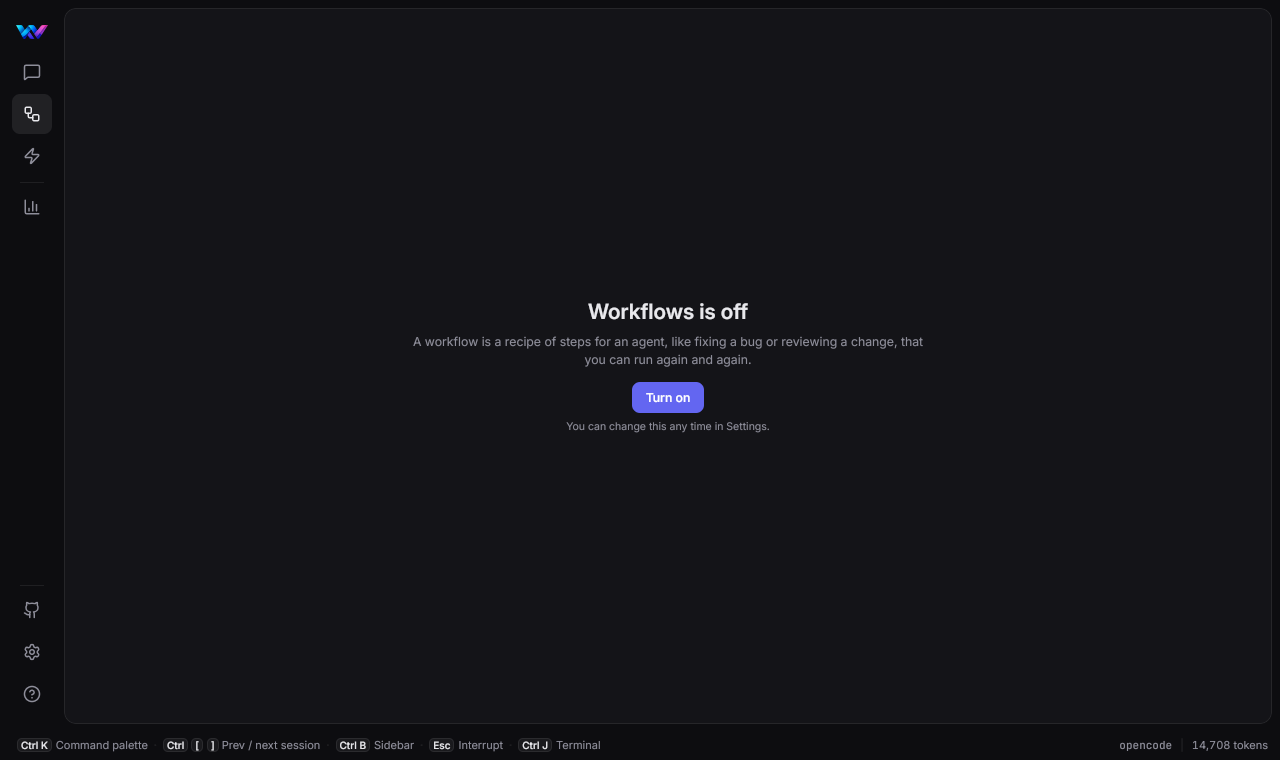 Workflows is off
A workflow is a recipe of steps for an agent, like fixing a bug or reviewing a change, that
you can run again and again.
Turn on
You can change this any time in Settings.
Ctrl K Command palette · Ctrl [ ] Prev / next session · Ctrl B Sidebar · Esc Interrupt · Ctrl J Terminal
opencode 14,708 tokens